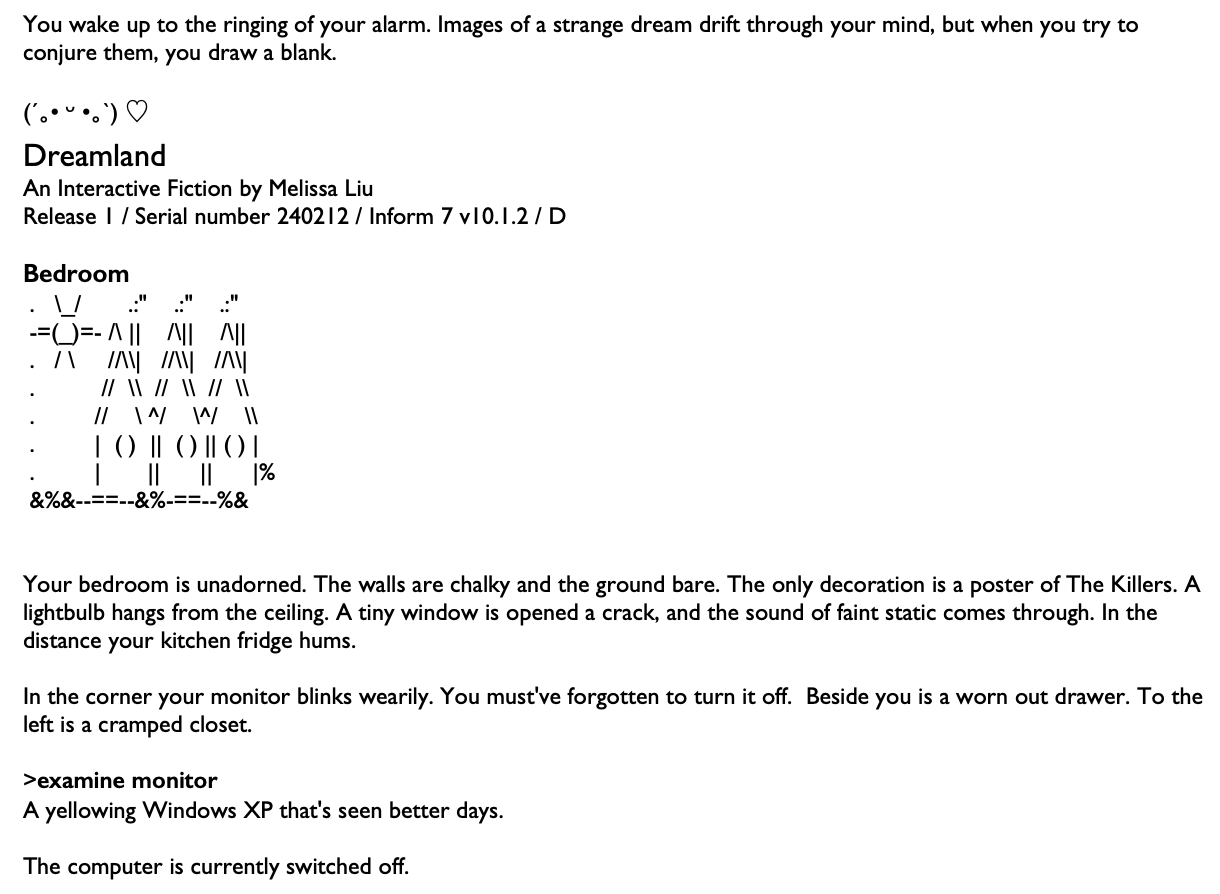 You wake up to the ringing of your alarm. Images of a strange dream drift through your mind, but when you try to
conjure them, you draw a blank.
(´｡• ᵕ •｡`) ♡
Dreamland
An Interactive Fiction by Melissa Liu
Release 1 / Serial number 240212 / Inform 7 v10.1.2 / D
Bedroom
.   \_/       .:"    .:"    .:"
-=(_)=- /\ ||    /\||    /\||
.   / \     //\\|   //\\|   //\\|
.          //  \\  //  \\  //  \\
.         //    \ ^/    \^/    \\
.         |  ( )  ||  ( ) || ( ) |
.         |       ||      ||      |%
&%&--==--&%-==--%&
Your bedroom is unadorned. The walls are chalky and the ground bare. The only decoration is a poster of The Killers. A
lightbulb hangs from the ceiling. A tiny window is opened a crack, and the sound of faint static comes through. In the
distance your kitchen fridge hums.
In the corner your monitor blinks wearily. You must've forgotten to turn it off.  Beside you is a worn out drawer. To the
left is a cramped closet.
>examine monitor
A yellowing Windows XP that's seen better days.
The computer is currently switched off.